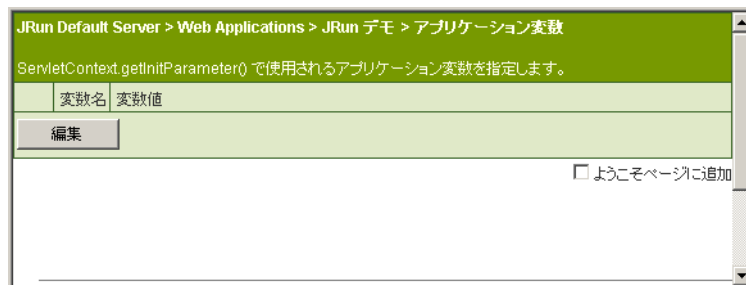 JRun Default Server > Web Applications > JRun デモ > アプリケーション変数
ServletContext.getInitParameter() で使用されるアプリケーション変数を指定します。
変数名 変数値
編集
ようこそページに追加